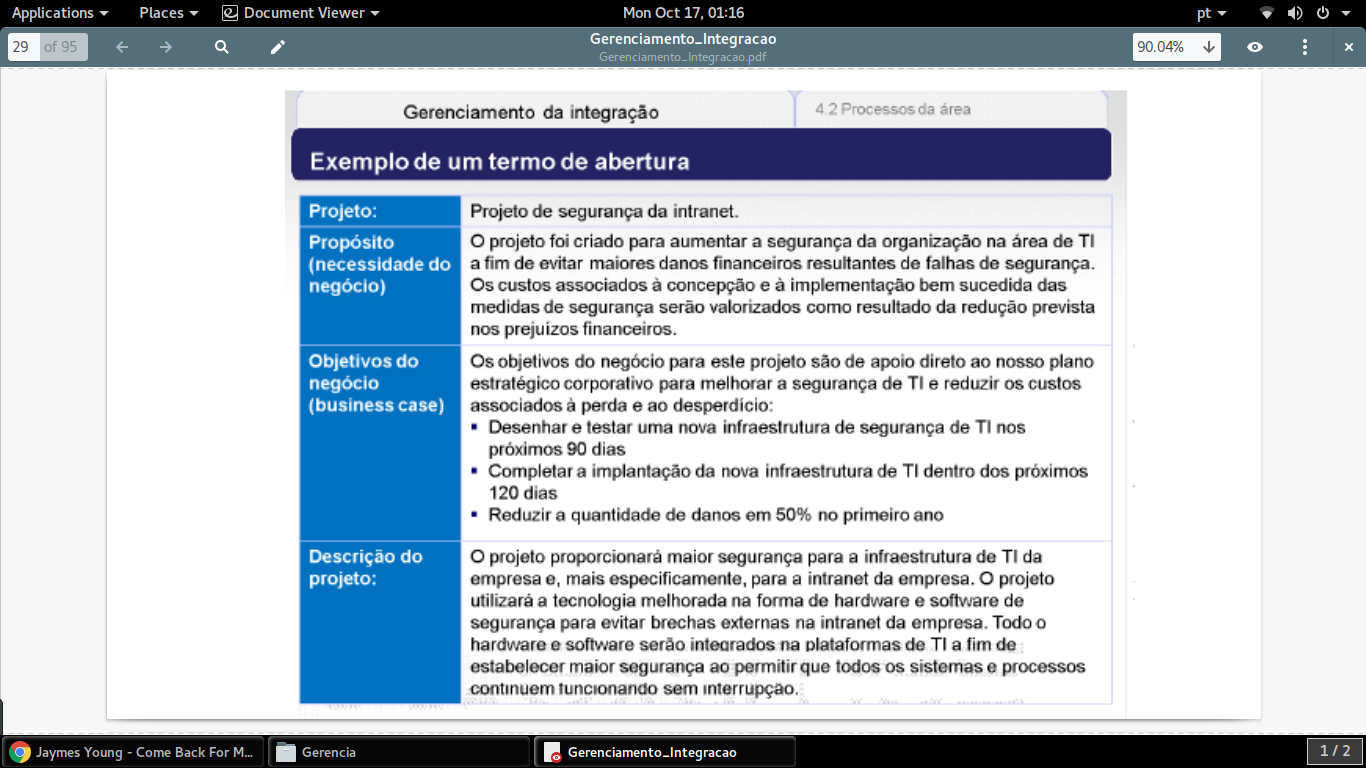 Applications
Places
Document Viewer
Mon Oct 17, 01:16
pt
29 of 95
Gerenciamento_Integracao
Gerenciamento_Integracao.pdf
90.04%
Gerenciamento da integração
4.2 Processos da área
Exemplo de um termo de abertura
Projeto:
Projeto de segurança da intranet.
Propósito
(necessidade do
negócio)
O projeto foi criado para aumentar a segurança da organização na área de TI
a fim de evitar maiores danos financeiros resultantes de falhas de segurança.
Os custos associados à concepção e à implementação bem sucedida das
medidas de segurança serão valorizados como resultado da redução prevista
nos prejuízos financeiros.
Objetivos do
negócio
(business case)
Os objetivos do negócio para este projeto são de apoio direto ao nosso plano
estratégico corporativo para melhorar a segurança de TI e reduzir os custos
associados à perda e ao desperdício:
▪ Desenhar e testar uma nova infraestrutura de segurança de TI nos
próximos 90 dias
▪ Completar a implantação da nova infraestrutura de TI dentro dos próximos
120 dias
▪ Reduzir a quantidade de danos em 50% no primeiro ano
Descrição do
projeto:
O projeto proporcionará maior segurança para a infraestrutura de TI da
empresa e, mais especificamente, para a intranet da empresa. O projeto
utilizará a tecnologia melhorada na forma de hardware e software de
segurança para evitar brechas externas na intranet da empresa. Todo o
hardware e software serão integrados na plataformas de TI a fim de
estabelecer maior segurança ao permitir que todos os sistemas e processos
continuem funcionando sem interrupção.
Jaymes Young - Come Back For M...
Gerencia
Gerenciamento_Integracao
1 / 2